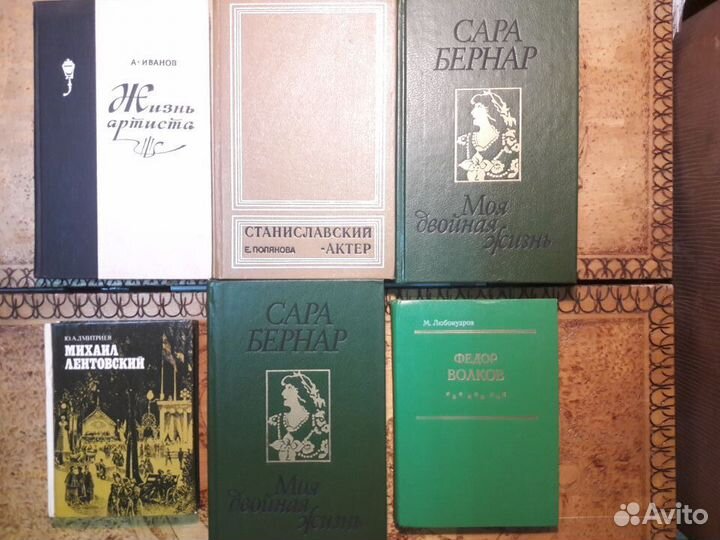 А. ИВАНОВ
Жизнь
артиста
СТАНИСЛАВСКИЙ
Е. ПОЛЯКОВА
-АКТЕР
САРА
БЕРНАР
Моя
двойная
жизнь
Ю. А. ДМИТРИЕВ
МИХАИЛ
ЛЕНТОВСКИЙ
САРА
БЕРНАР
Моя
двойная
жизнь
М. Любомудров
ФЕДОР
ВОЛКОВ
Avito